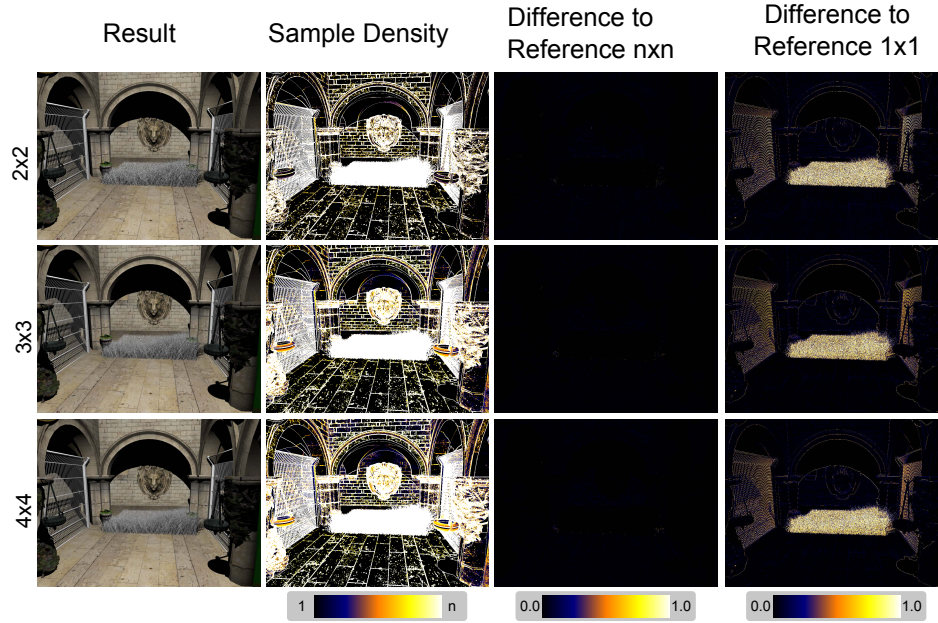 Result
Sample Density
Difference to
Reference nxn
Difference to
Reference 1x1
2x2
3x3
4x4
1 n
0.0 1.0
0.0 1.0